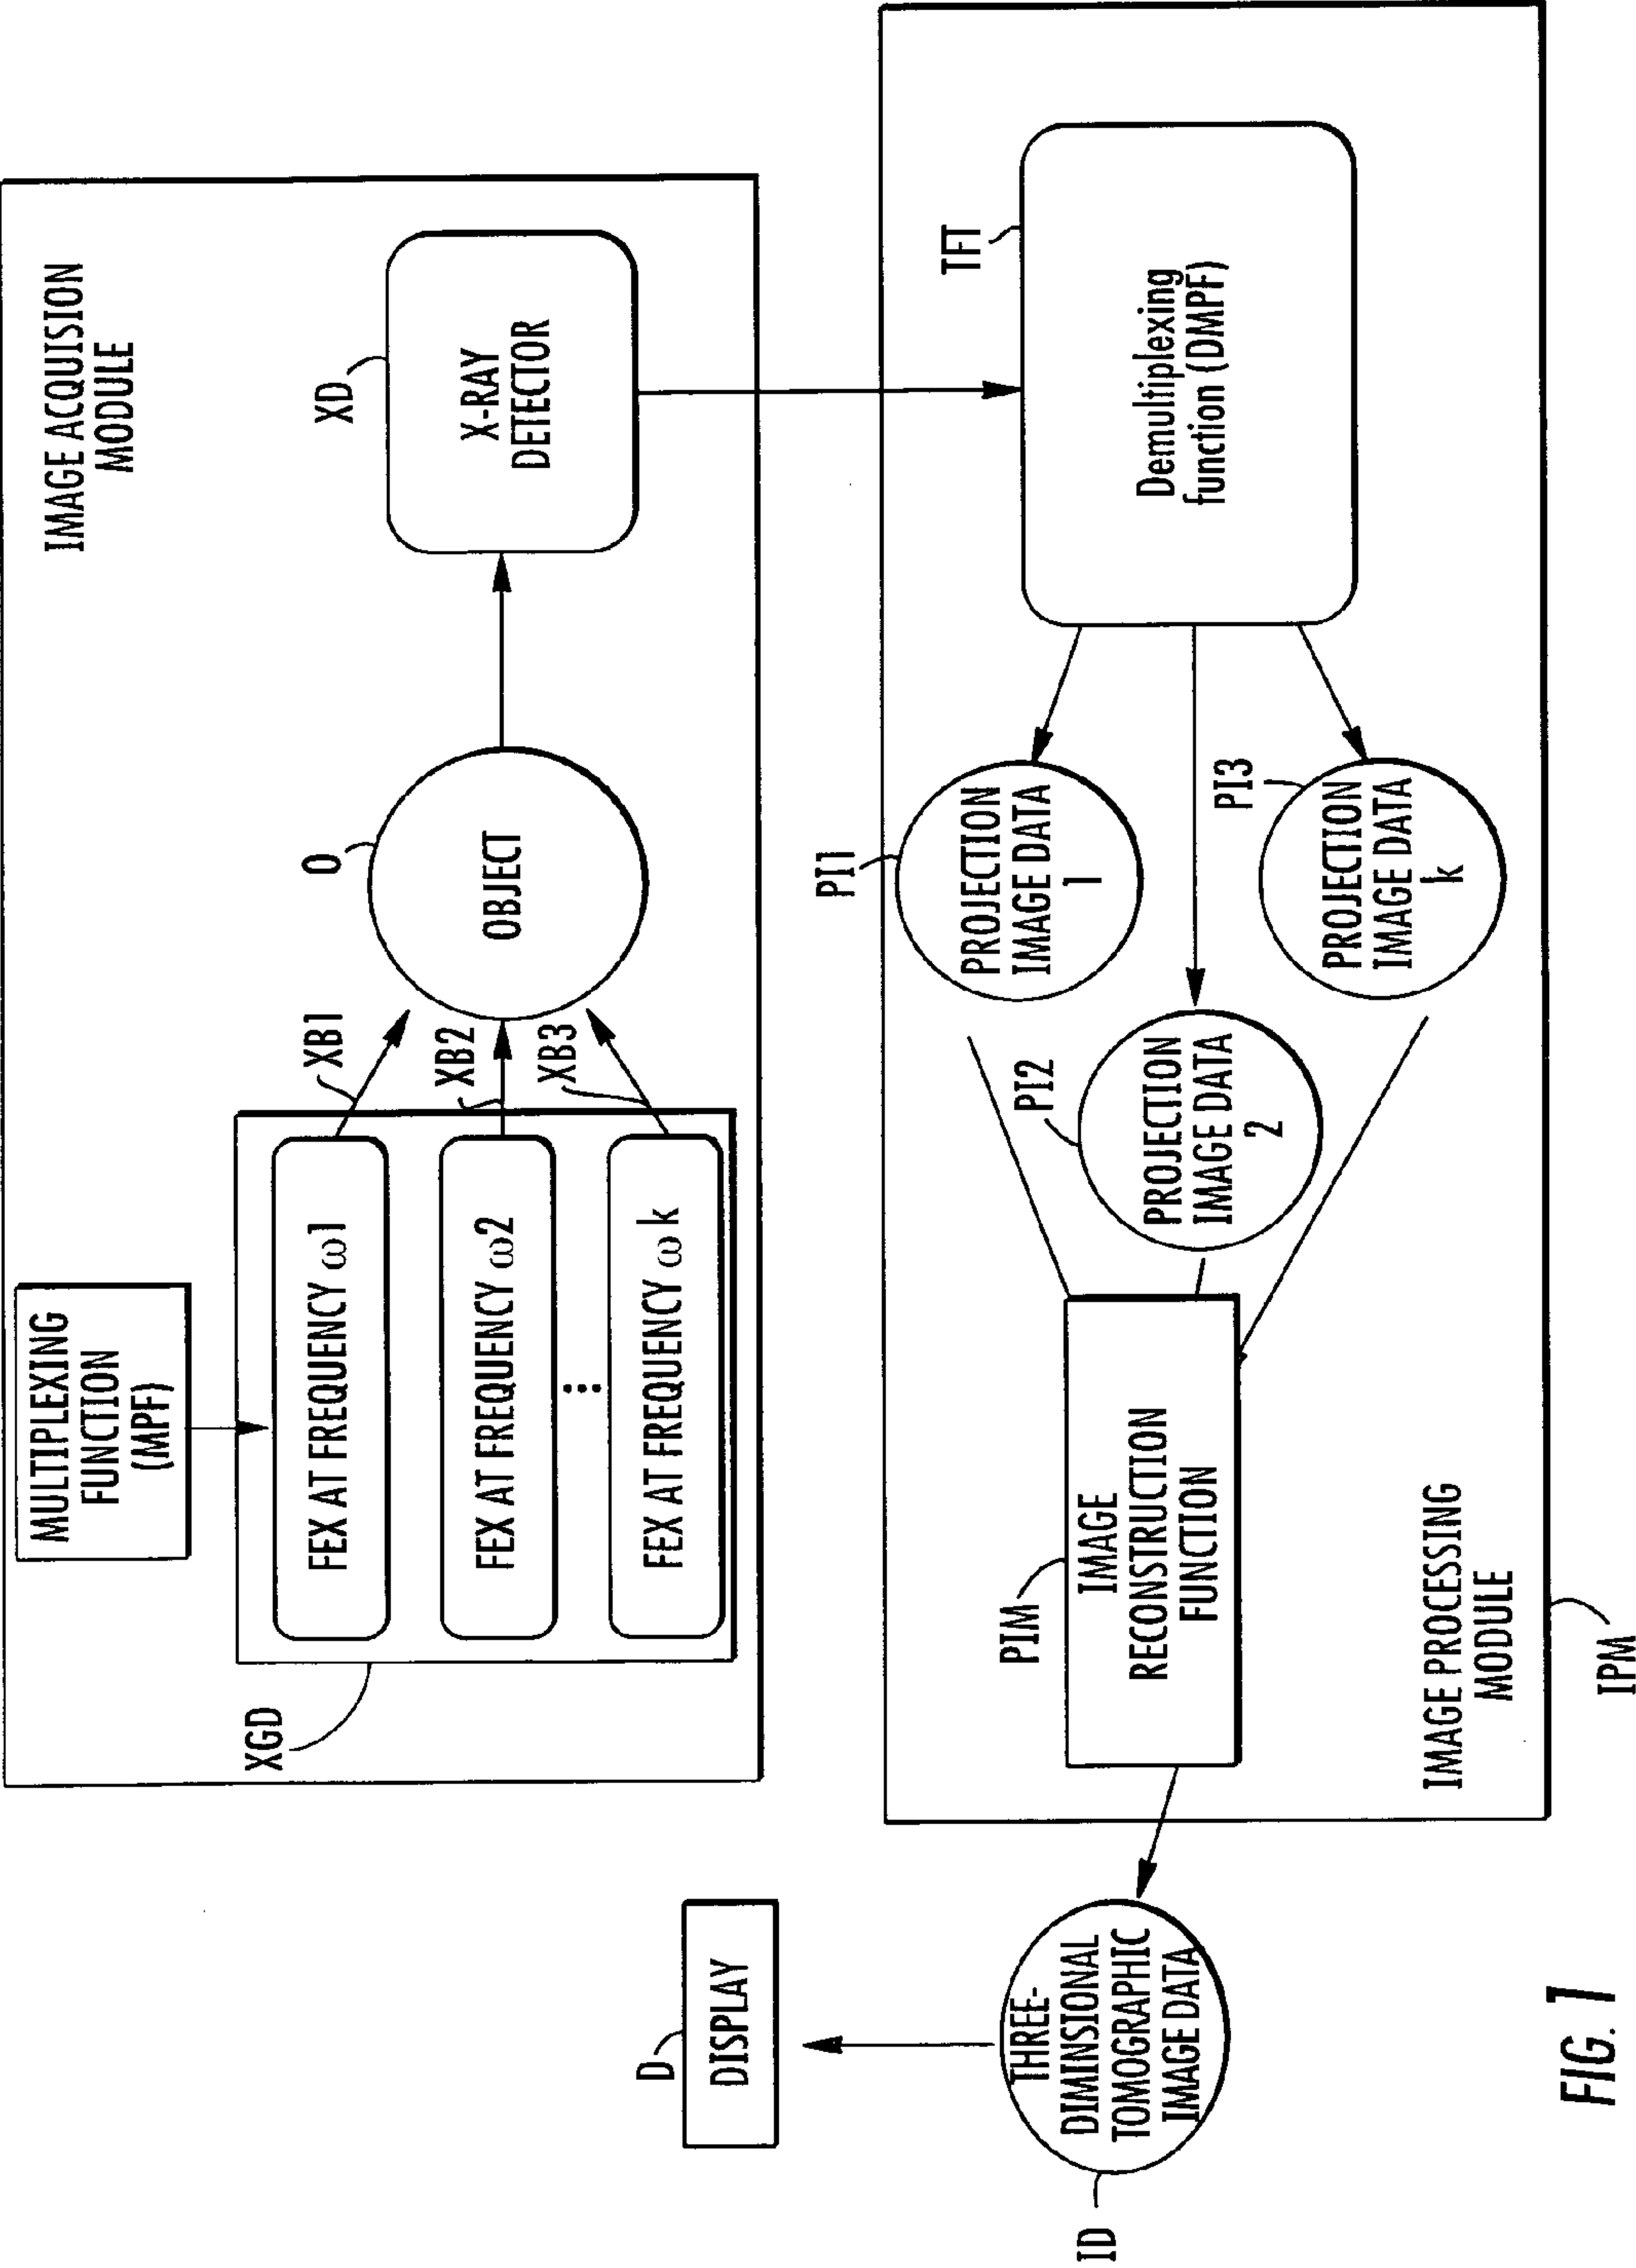 IMAGE ACQUISION
MODULE
MULTIPLEXING
FUNCTION
(MPF)
XGD
FEX AT FREQUENCY ω1
FEX AT FREQUENCY ω2
⋮
FEX AT FREQUENCY ωk
XB1
XB2
XB3
O
OBJECT
XD
X-RAY
DETECTOR
TFT
Demultiplexing
function (DMPF)
PI1
PROJECTION
IMAGE DATA
1
PI2
PROJECTION
IMAGE DATA
2
PI3
PROJECTION
IMAGE DATA
k
PIM
IMAGE
RECONSTRUCTION
FUNCTION
IMAGE PROCESSING
MODULE
IPM
D
DISPLAY
ID
THREE-
DIMINSIONAL
TOMOGRAPHIC
IMAGE DATA
FIG. 1